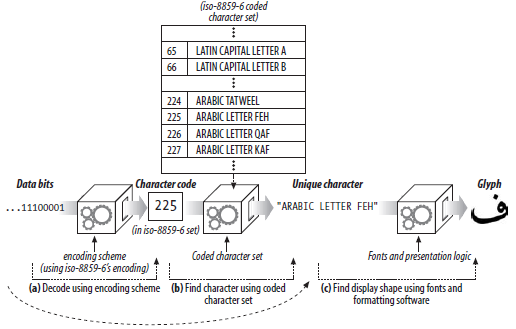 (iso-8859-6 coded
character set)
65 LATIN CAPITAL LETTER A
66 LATIN CAPITAL LETTER B
224 ARABIC TATWEEL
225 ARABIC LETTER FEH
226 ARABIC LETTER QAF
227 ARABIC LETTER KAF
Data bits Character code Unique character Glyph
...11100001 225 "ARABIC LETTER FEH" ف
(in iso-8859-6 set)
encoding scheme Coded character set Fonts and presentation logic
(using iso-8859-6's encoding)
(a) Decode using encoding scheme (b) Find character using coded (c) Find display shape using fonts and
character set formatting software